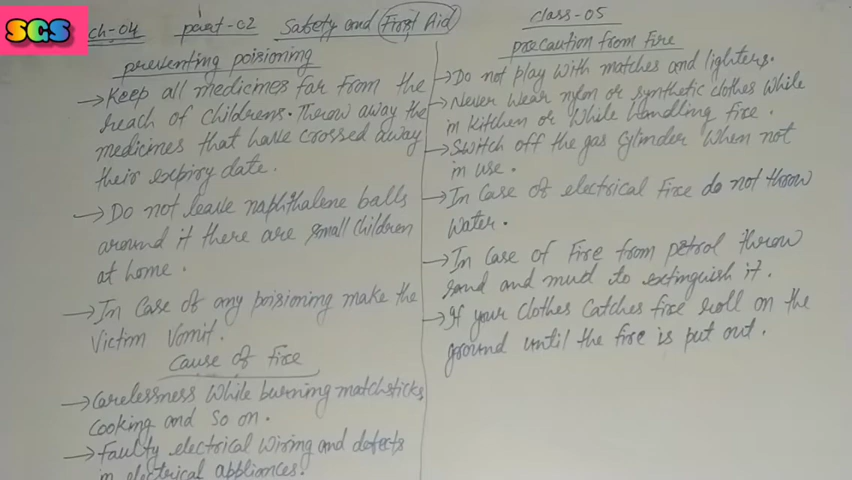 SGS
ch-04 part-02 Safety and First Aid
class-05
preventing poisioning
→ Keep all medicines far from the
reach of childrens. Throw away the
medicines that have crossed away
their expiry date.
→ Do not leave naphthalene balls
around it there are small children
at home.
→ In case of any poisioning make the
victim vomit.
Cause of fire
→ Carelessness while burning matchsticks,
cooking and so on.
→ Faulty electrical wiring and defects
in electrical appliances.
precaution from fire
→ Do not play with matches and lighters.
→ Never wear nylon or synthetic clothes while
in kitchen or while handling fire.
→ Switch off the gas cylinder when not
in use.
→ In case of electrical fire do not throw
water.
→ In case of fire from petrol throw
sand and mud to extinguish it.
→ If your clothes catches fire roll on the
ground until the fire is put out.